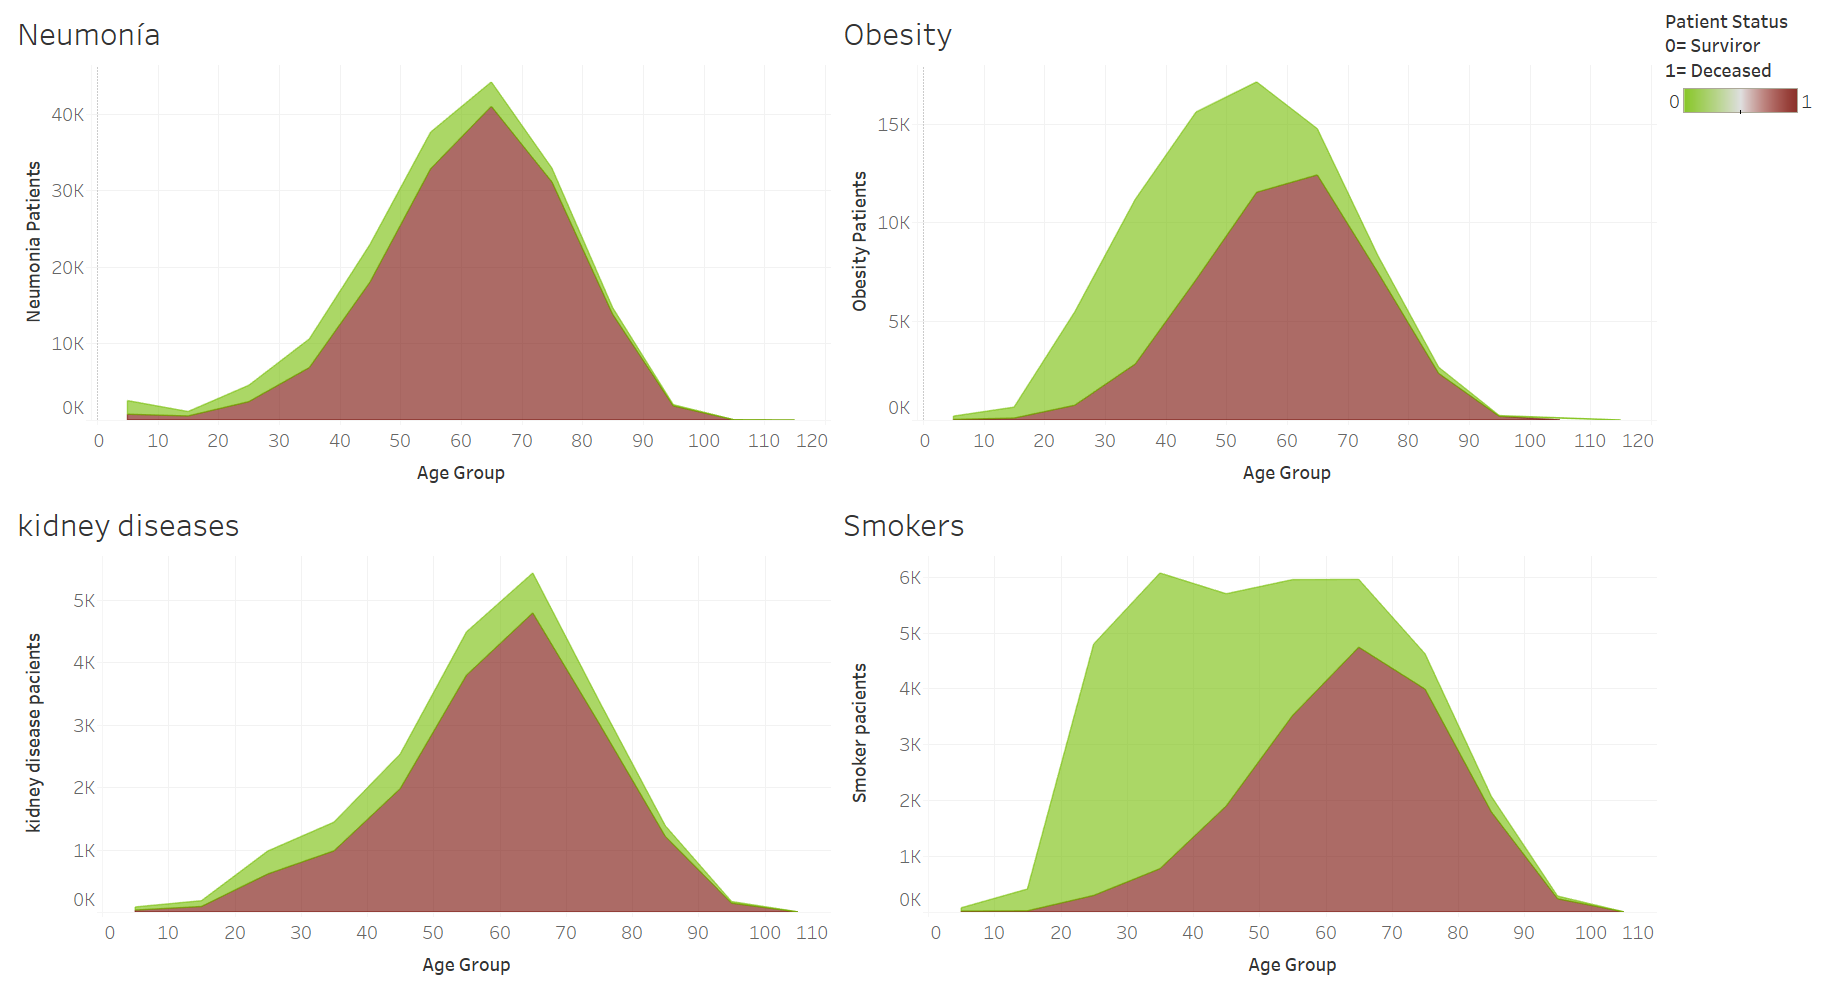 Neumonía
40K
30K
20K
10K
0K
Neumonia Patients
0 10 20 30 40 50 60 70 80 90 100 110 120
Age Group
Obesity
15K
10K
5K
0K
Obesity Patients
0 10 20 30 40 50 60 70 80 90 100 110 120
Age Group
Patient Status
0= Surviror
1= Deceased
0 1
kidney diseases
5K
4K
3K
2K
1K
0K
kidney disease pacients
0 10 20 30 40 50 60 70 80 90 100 110
Age Group
Smokers
6K
5K
4K
3K
2K
1K
0K
Smoker pacients
0 10 20 30 40 50 60 70 80 90 100 110
Age Group